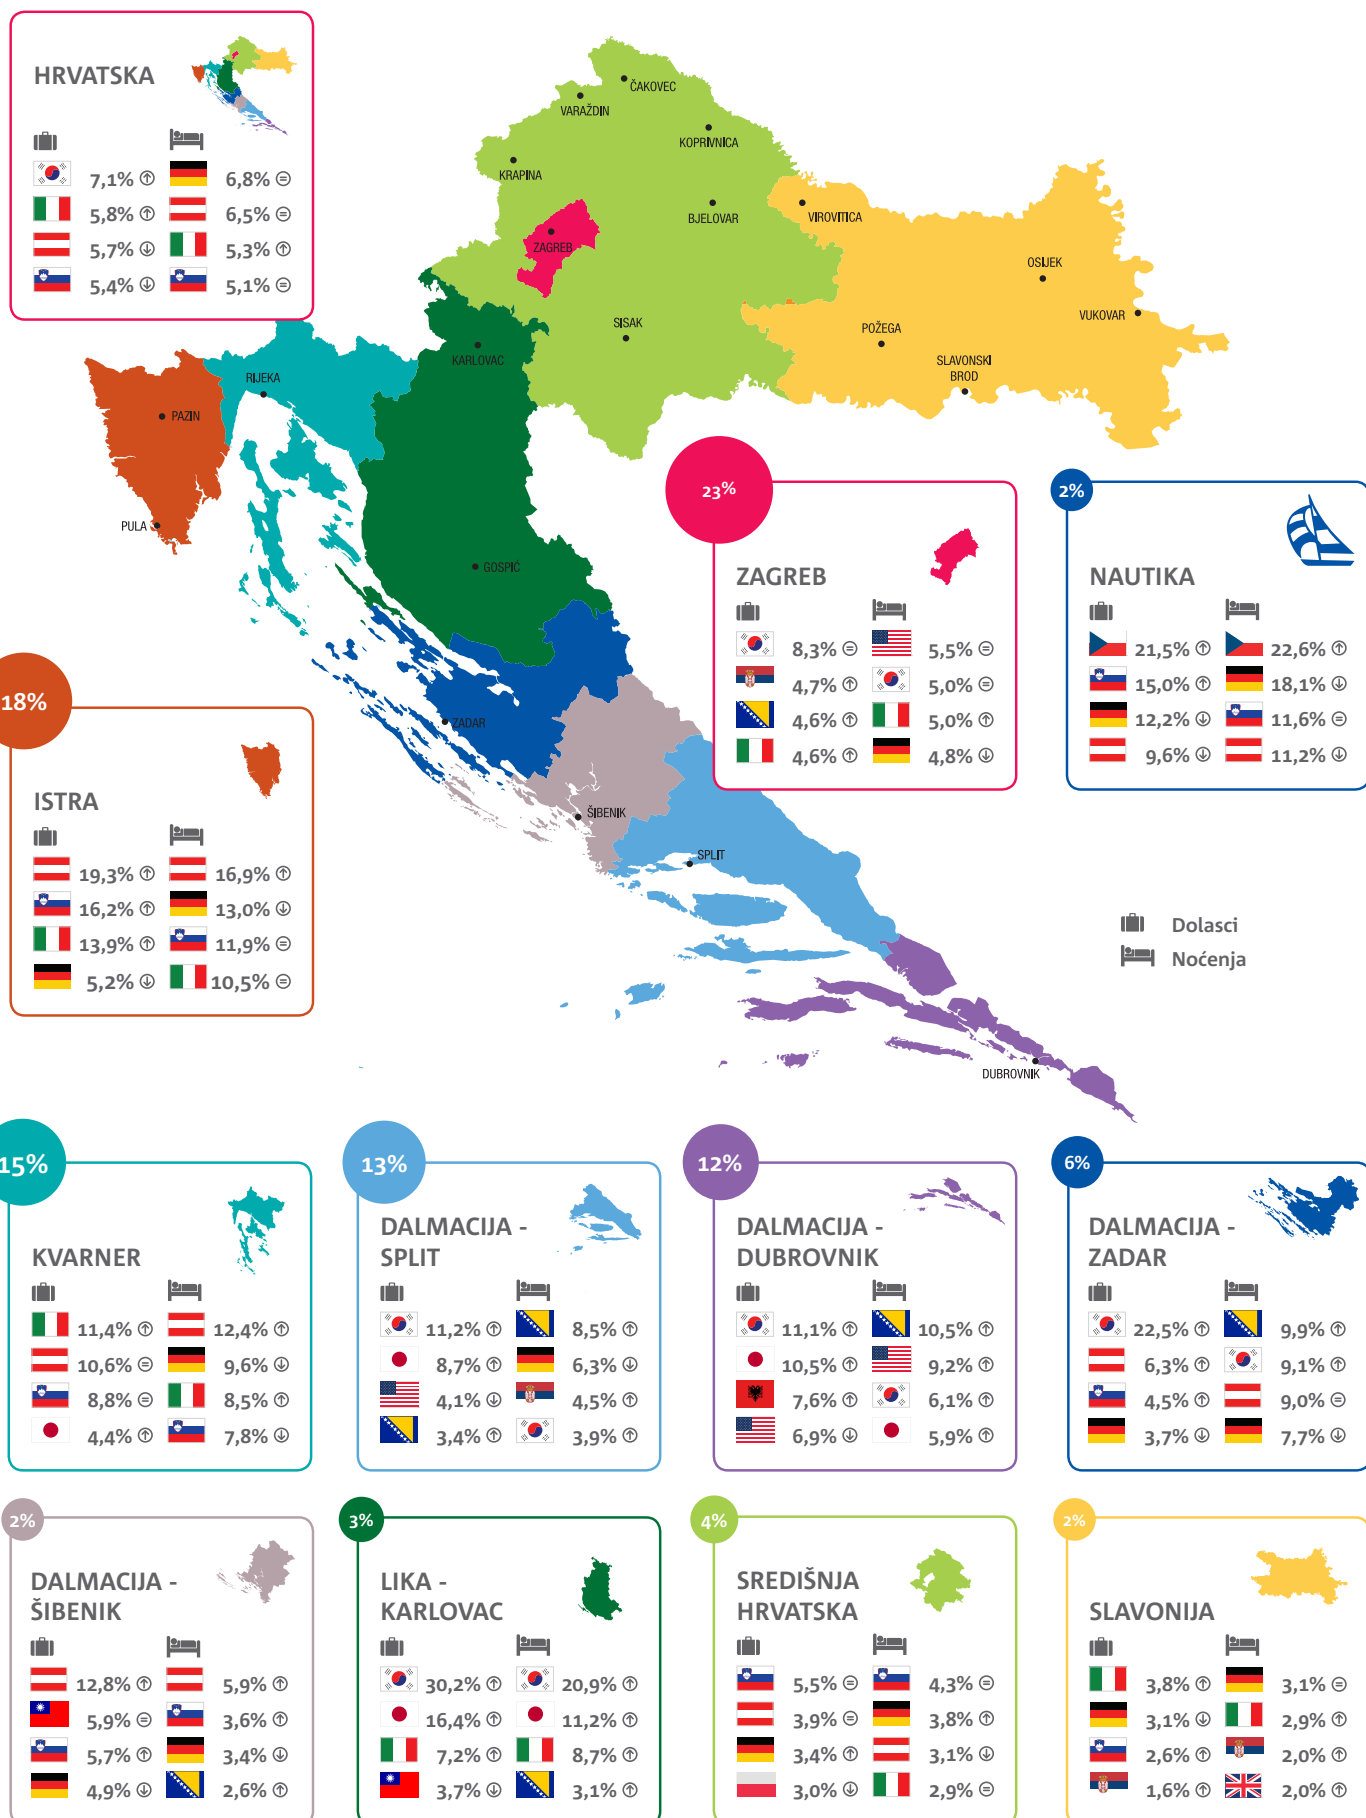 HRVATSKA
7,1% 6,8%
5,8% 6,5%
5,7% 5,3%
5,4% 5,1%
ČAKOVEC
VARAŽDIN
KOPRIVNICA
KRAPINA
BJELOVAR
VIROVITICA
ZAGREB
OSIJEK
VUKOVAR
SISAK
POŽEGA
KARLOVAC
SLAVONSKI
BROD
RIJEKA
PAZIN
PULA
GOSPIĆ
ZADAR
ŠIBENIK
SPLIT
DUBROVNIK
23%
ZAGREB
8,3% 5,5%
4,7% 5,0%
4,6% 5,0%
4,6% 4,8%
2%
NAUTIKA
21,5% 22,6%
15,0% 18,1%
12,2% 11,6%
9,6% 11,2%
18%
ISTRA
19,3% 16,9%
16,2% 13,0%
13,9% 11,9%
5,2% 10,5%
Dolasci
Noćenja
15%
KVARNER
11,4% 12,4%
10,6% 9,6%
8,8% 8,5%
4,4% 7,8%
13%
DALMACIJA -
SPLIT
11,2% 8,5%
8,7% 6,3%
4,1% 4,5%
3,4% 3,9%
12%
DALMACIJA -
DUBROVNIK
11,1% 10,5%
10,5% 9,2%
7,6% 6,1%
6,9% 5,9%
6%
DALMACIJA -
ZADAR
22,5% 9,9%
6,3% 9,1%
4,5% 9,0%
3,7% 7,7%
2%
DALMACIJA -
ŠIBENIK
12,8% 5,9%
5,9% 3,6%
5,7% 3,4%
4,9% 2,6%
3%
LIKA -
KARLOVAC
30,2% 20,9%
16,4% 11,2%
7,2% 8,7%
3,7% 3,1%
4%
SREDIŠNJA
HRVATSKA
5,5% 4,3%
3,9% 3,8%
3,4% 3,1%
3,0% 2,9%
2%
SLAVONIJA
3,8% 3,1%
3,1% 2,9%
2,6% 2,0%
1,6% 2,0%